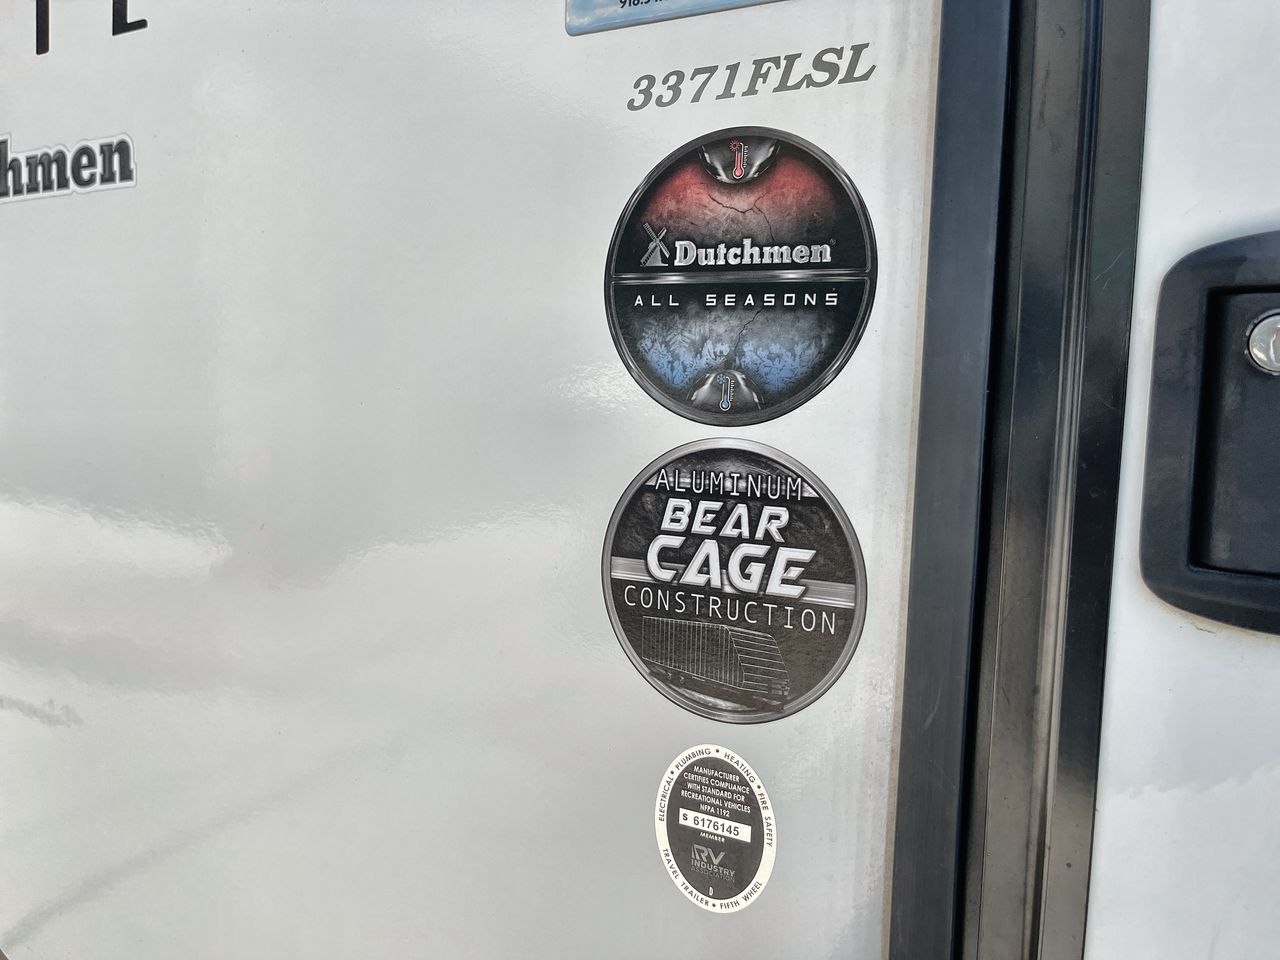 3371FLSL
hmen
Dutchmen
ALL SEASONS
ALUMINUM
BEAR
CAGE
CONSTRUCTION
ELECTRICAL • PLUMBING • HEATING • FIRE SAFETY
MANUFACTURER
CERTIFIES COMPLIANCE
WITH STANDARD FOR
RECREATIONAL VEHICLES
NFPA 1192
S 6176145
MEMBER
RV
INDUSTRY
ASSOCIATION
D
TRAVEL TRAILER • FIFTH WHEEL